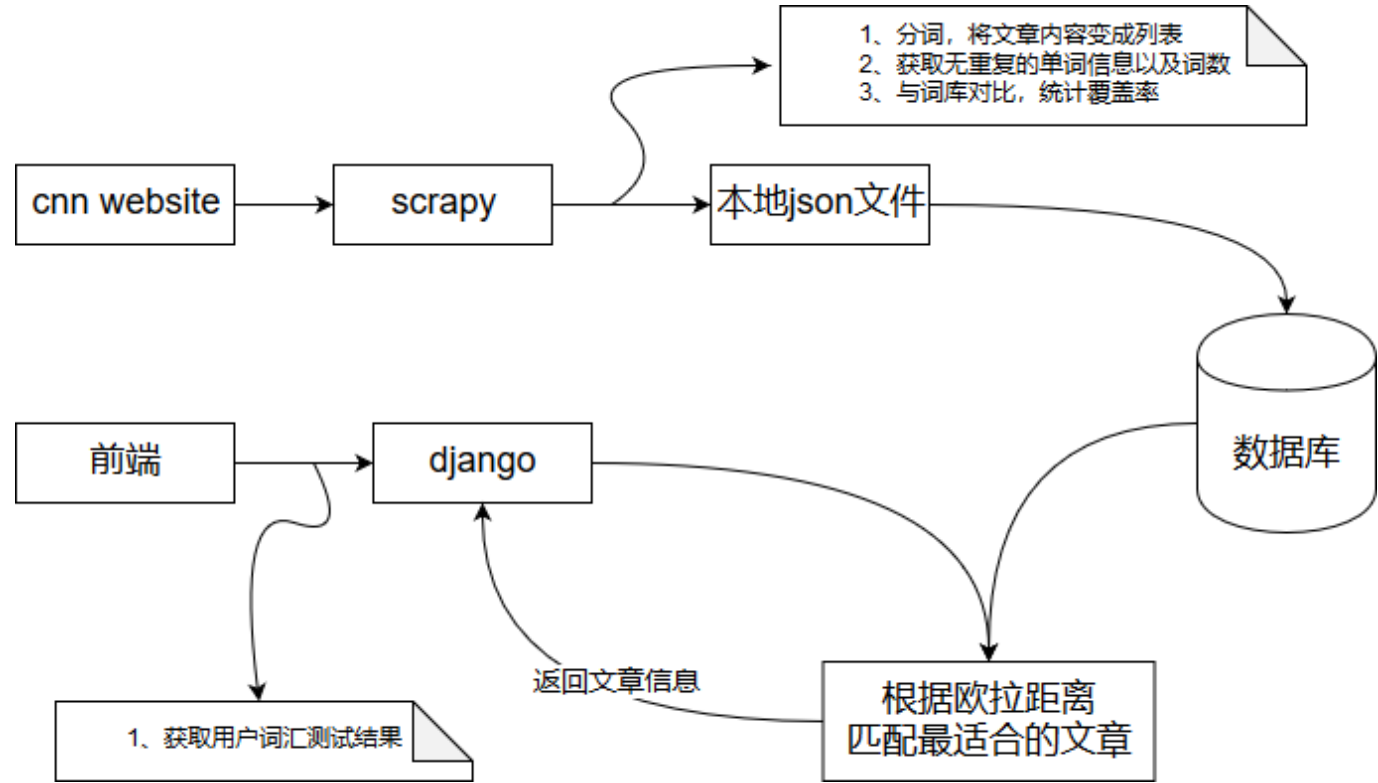 1、分词，将文章内容变成列表
2、获取无重复的单词信息以及词数
3、与词库对比，统计覆盖率
cnn website
scrapy
本地json文件
前端
django
数据库
返回文章信息
根据欧拉距离
匹配最适合的文章
1、获取用户词汇测试结果